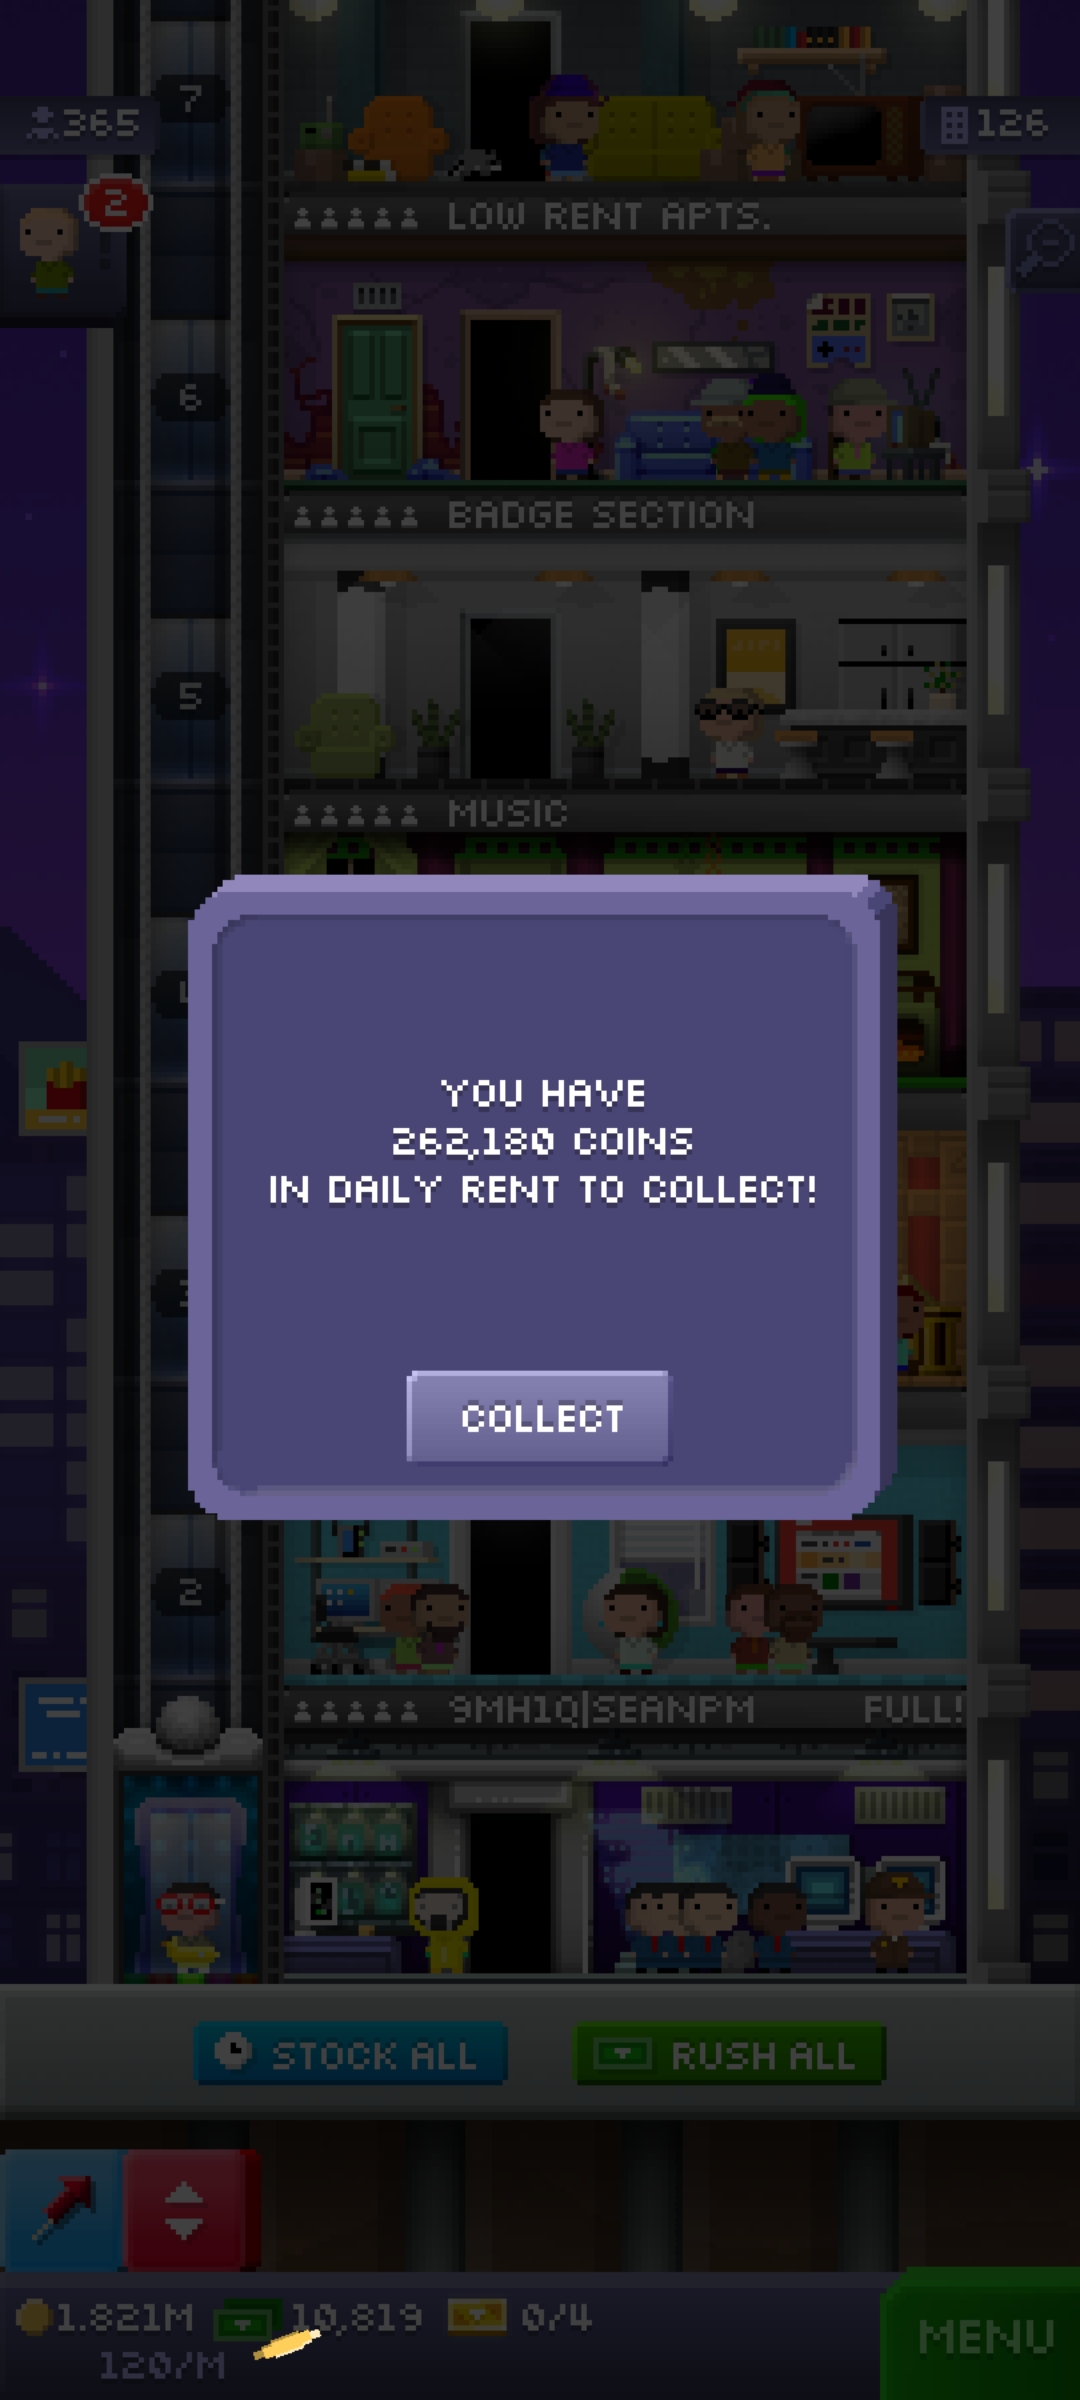 7
365
126
2
LOW RENT APTS.
6
BADGE SECTION
5
MUSIC
YOU HAVE
262,180 COINS
IN DAILY RENT TO COLLECT!
COLLECT
2
9MH1Q|SEANPM FULL!
STOCK ALL
RUSH ALL
1.821M
10,819
0/4
120/M
MENU